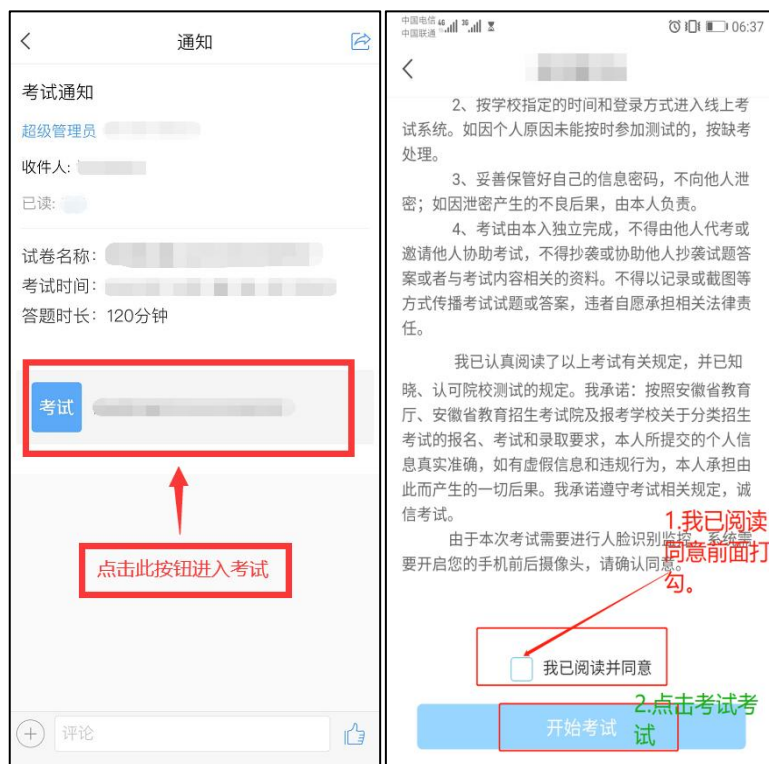 通知
考试通知
超级管理员
收件人:
已读:
试卷名称:
考试时间:
答题时长: 120分钟
考试
点击此按钮进入考试
评论
中国电信 46 36
中国联通
06:37
2、按学校指定的时间和登录方式进入线上考
试系统。如因个人原因未能按时参加测试的，按缺考
处理。
3、妥善保管好自己的信息密码，不向他人泄
密；如因泄密产生的不良后果，由本人负责。
4、考试由本入独立完成，不得由他人代考或
邀请他人协助考试，不得抄袭或协助他人抄袭试题答
案或者与考试内容相关的资料。不得以记录或截图等
方式传播考试试题或答案，违者自愿承担相关法律责
任。
我已认真阅读了以上考试有关规定，并已知
晓、认可院校测试的规定。我承诺：按照安徽省教育
厅、安徽省教育招生考试院及报考学校关于分类招生
考试的报名、考试和录取要求，本人所提交的个人信
息真实准确，如有虚假信息和违规行为，本人承担由
此而产生的一切后果。我承诺遵守考试相关规定，诚
信考试。
由于本次考试需要进行人脸识别监控，系统需
要开启您的手机前后摄像头，请确认同意。
1.我已阅读
同意前面打
勾。
我已阅读并同意
开始考试
2.点击考试考
试